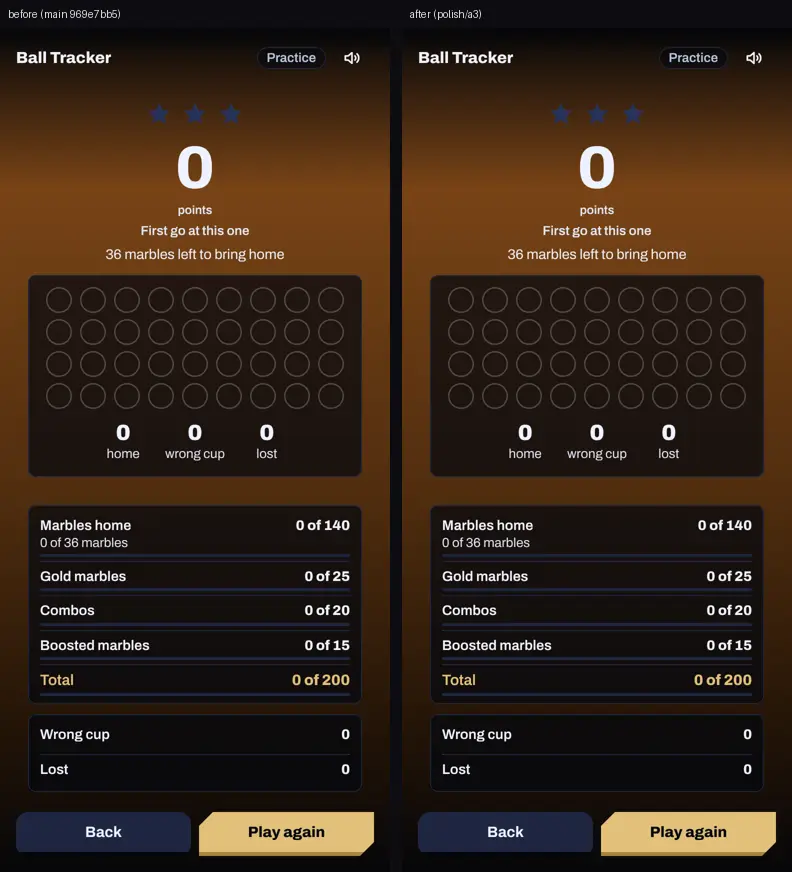 before (main 969e7bb5)
Ball Tracker
Practice
0
points
First go at this one
36 marbles left to bring home
0 0 0
home wrong cup lost
Marbles home 0 of 140
0 of 36 marbles
Gold marbles 0 of 25
Combos 0 of 20
Boosted marbles 0 of 15
Total 0 of 200
Wrong cup 0
Lost 0
Back Play again
after (polish/a3)
Ball Tracker
Practice
0
points
First go at this one
36 marbles left to bring home
0 0 0
home wrong cup lost
Marbles home 0 of 140
0 of 36 marbles
Gold marbles 0 of 25
Combos 0 of 20
Boosted marbles 0 of 15
Total 0 of 200
Wrong cup 0
Lost 0
Back Play again